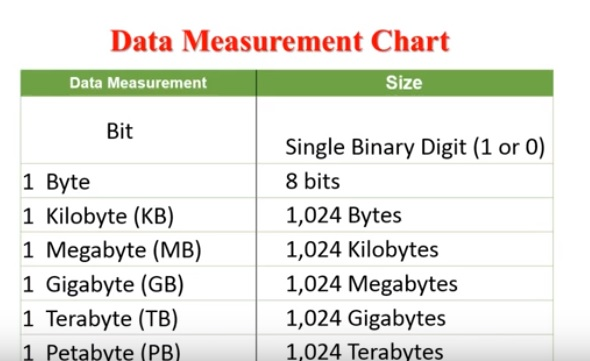 Data Measurement Chart
Data Measurement Size
Bit Single Binary Digit (1 or 0)
1 Byte 8 bits
1 Kilobyte (KB) 1,024 Bytes
1 Megabyte (MB) 1,024 Kilobytes
1 Gigabyte (GB) 1,024 Megabytes
1 Terabyte (TB) 1,024 Gigabytes
1 Petabyte (PB) 1,024 Terabytes